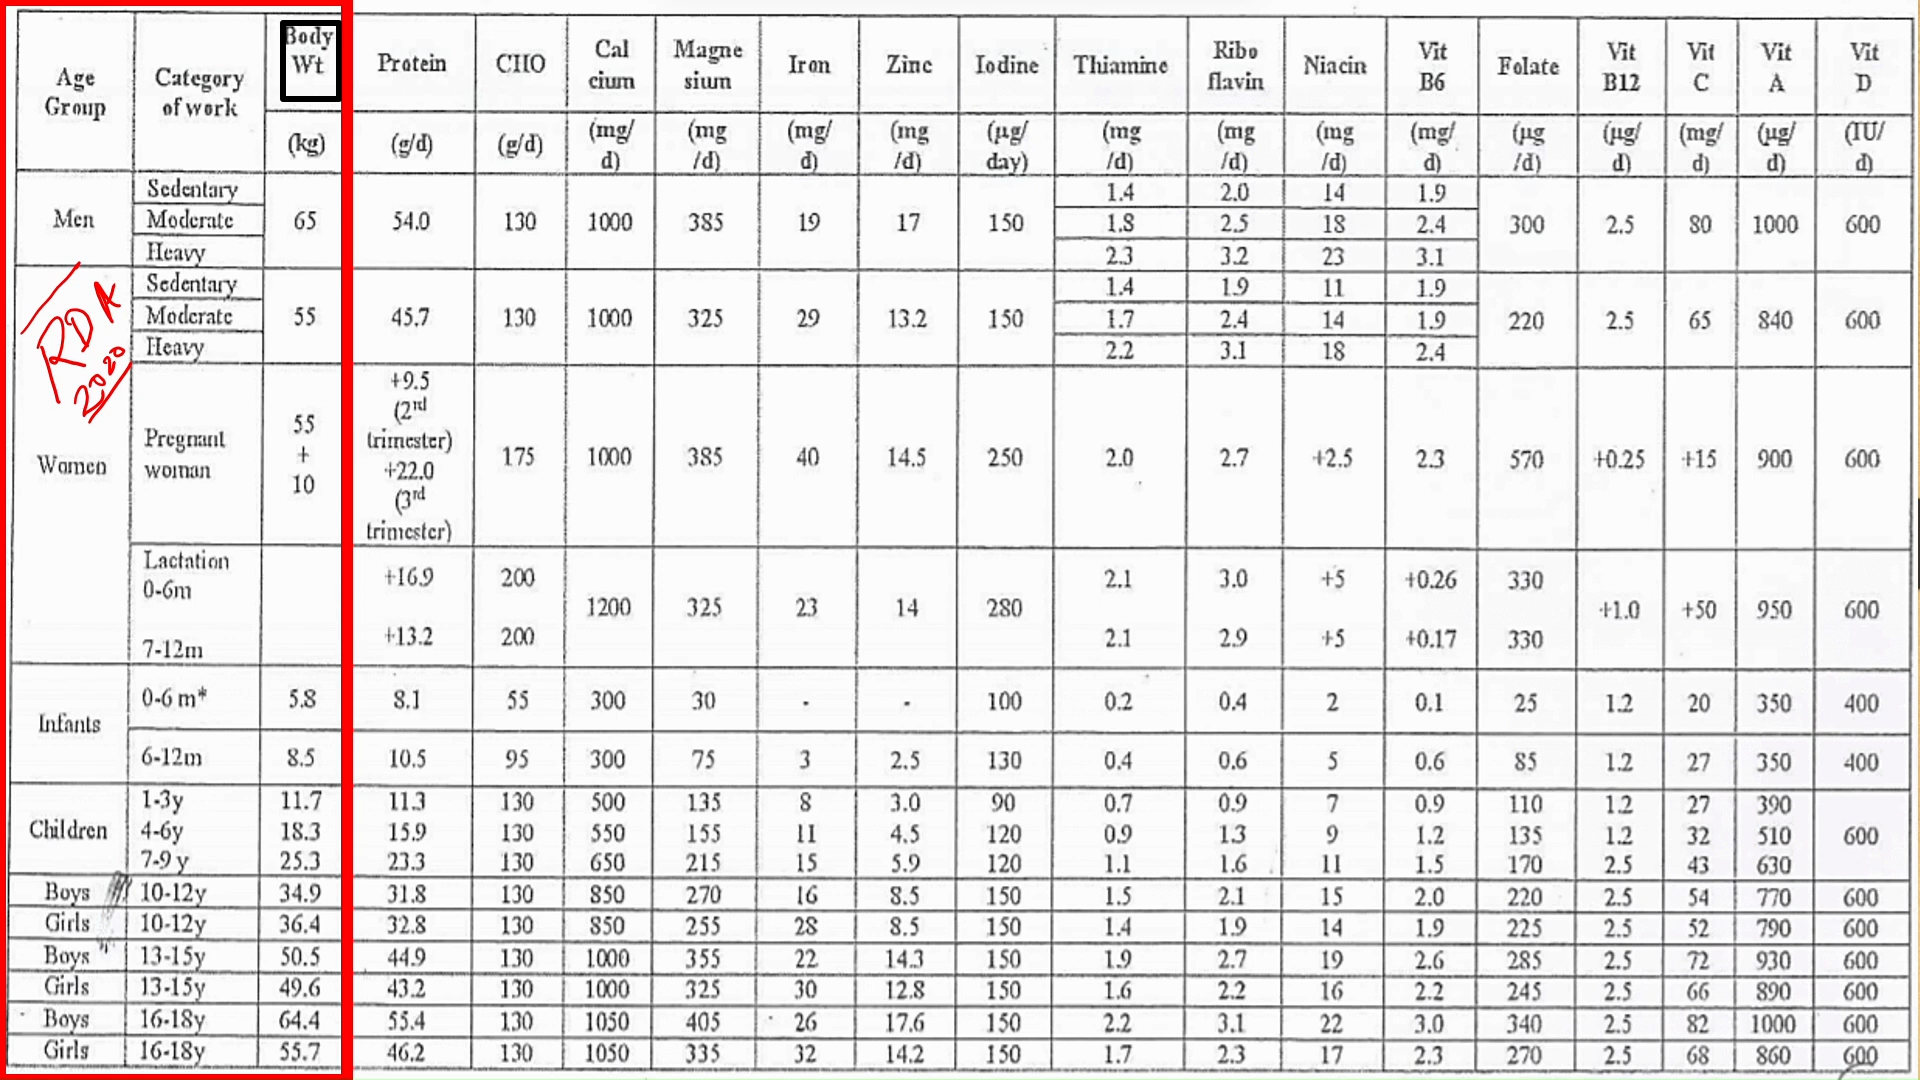 Age Group | Category of work | Body Wt | Protein | CHO | Cal cium | Magne sium | Iron | Zinc | Iodine | Thiamine | Ribo flavin | Niacin | Vit B6 | Folate | Vit B12 | Vit C | Vit A | Vit D
(kg) | (g/d) | (g/d) | (mg/ d) | (mg /d) | (mg/ d) | (mg /d) | (µg/ day) | (mg /d) | (mg /d) | (mg /d) | (mg/ d) | (µg /d) | (µg/ d) | (mg/ d) | (µg/ d) | (IU/ d)
Sedentary | 1.4 | 2.0 | 14 | 1.9
Men | Moderate | 65 | 54.0 | 130 | 1000 | 385 | 19 | 17 | 150 | 1.8 | 2.5 | 18 | 2.4 | 300 | 2.5 | 80 | 1000 | 600
Heavy | 2.3 | 3.2 | 23 | 3.1
Sedentary | 1.4 | 1.9 | 11 | 1.9
Moderate | 55 | 45.7 | 130 | 1000 | 325 | 29 | 13.2 | 150 | 1.7 | 2.4 | 14 | 1.9 | 220 | 2.5 | 65 | 840 | 600
Heavy | 2.2 | 3.1 | 18 | 2.4
RDA
2020
Women | Pregnant woman | 55 + 10 | +9.5 (2nd trimester) +22.0 (3rd trimester) | 175 | 1000 | 385 | 40 | 14.5 | 250 | 2.0 | 2.7 | +2.5 | 2.3 | 570 | +0.25 | +15 | 900 | 600
Lactation
0-6m | +16.9 | 200 | 2.1 | 3.0 | +5 | +0.26 | 330
1200 | 325 | 23 | 14 | 280 | +1.0 | +50 | 950 | 600
7-12m | +13.2 | 200 | 2.1 | 2.9 | +5 | +0.17 | 330
Infants | 0-6 m* | 5.8 | 8.1 | 55 | 300 | 30 | - | - | 100 | 0.2 | 0.4 | 2 | 0.1 | 25 | 1.2 | 20 | 350 | 400
6-12m | 8.5 | 10.5 | 95 | 300 | 75 | 3 | 2.5 | 130 | 0.4 | 0.6 | 5 | 0.6 | 85 | 1.2 | 27 | 350 | 400
1-3y | 11.7 | 11.3 | 130 | 500 | 135 | 8 | 3.0 | 90 | 0.7 | 0.9 | 7 | 0.9 | 110 | 1.2 | 27 | 390
Children | 4-6y | 18.3 | 15.9 | 130 | 550 | 155 | 11 | 4.5 | 120 | 0.9 | 1.3 | 9 | 1.2 | 135 | 1.2 | 32 | 510 | 600
7-9 y | 25.3 | 23.3 | 130 | 650 | 215 | 15 | 5.9 | 120 | 1.1 | 1.6 | 11 | 1.5 | 170 | 2.5 | 43 | 630
Boys | 10-12y | 34.9 | 31.8 | 130 | 850 | 270 | 16 | 8.5 | 150 | 1.5 | 2.1 | 15 | 2.0 | 220 | 2.5 | 54 | 770 | 600
Girls | 10-12y | 36.4 | 32.8 | 130 | 850 | 255 | 28 | 8.5 | 150 | 1.4 | 1.9 | 14 | 1.9 | 225 | 2.5 | 52 | 790 | 600
Boys | 13-15y | 50.5 | 44.9 | 130 | 1000 | 355 | 22 | 14.3 | 150 | 1.9 | 2.7 | 19 | 2.6 | 285 | 2.5 | 72 | 930 | 600
Girls | 13-15y | 49.6 | 43.2 | 130 | 1000 | 325 | 30 | 12.8 | 150 | 1.6 | 2.2 | 16 | 2.2 | 245 | 2.5 | 66 | 890 | 600
Boys | 16-18y | 64.4 | 55.4 | 130 | 1050 | 405 | 26 | 17.6 | 150 | 2.2 | 3.1 | 22 | 3.0 | 340 | 2.5 | 82 | 1000 | 600
Girls | 16-18y | 55.7 | 46.2 | 130 | 1050 | 335 | 32 | 14.2 | 150 | 1.7 | 2.3 | 17 | 2.3 | 270 | 2.5 | 68 | 860 | 600